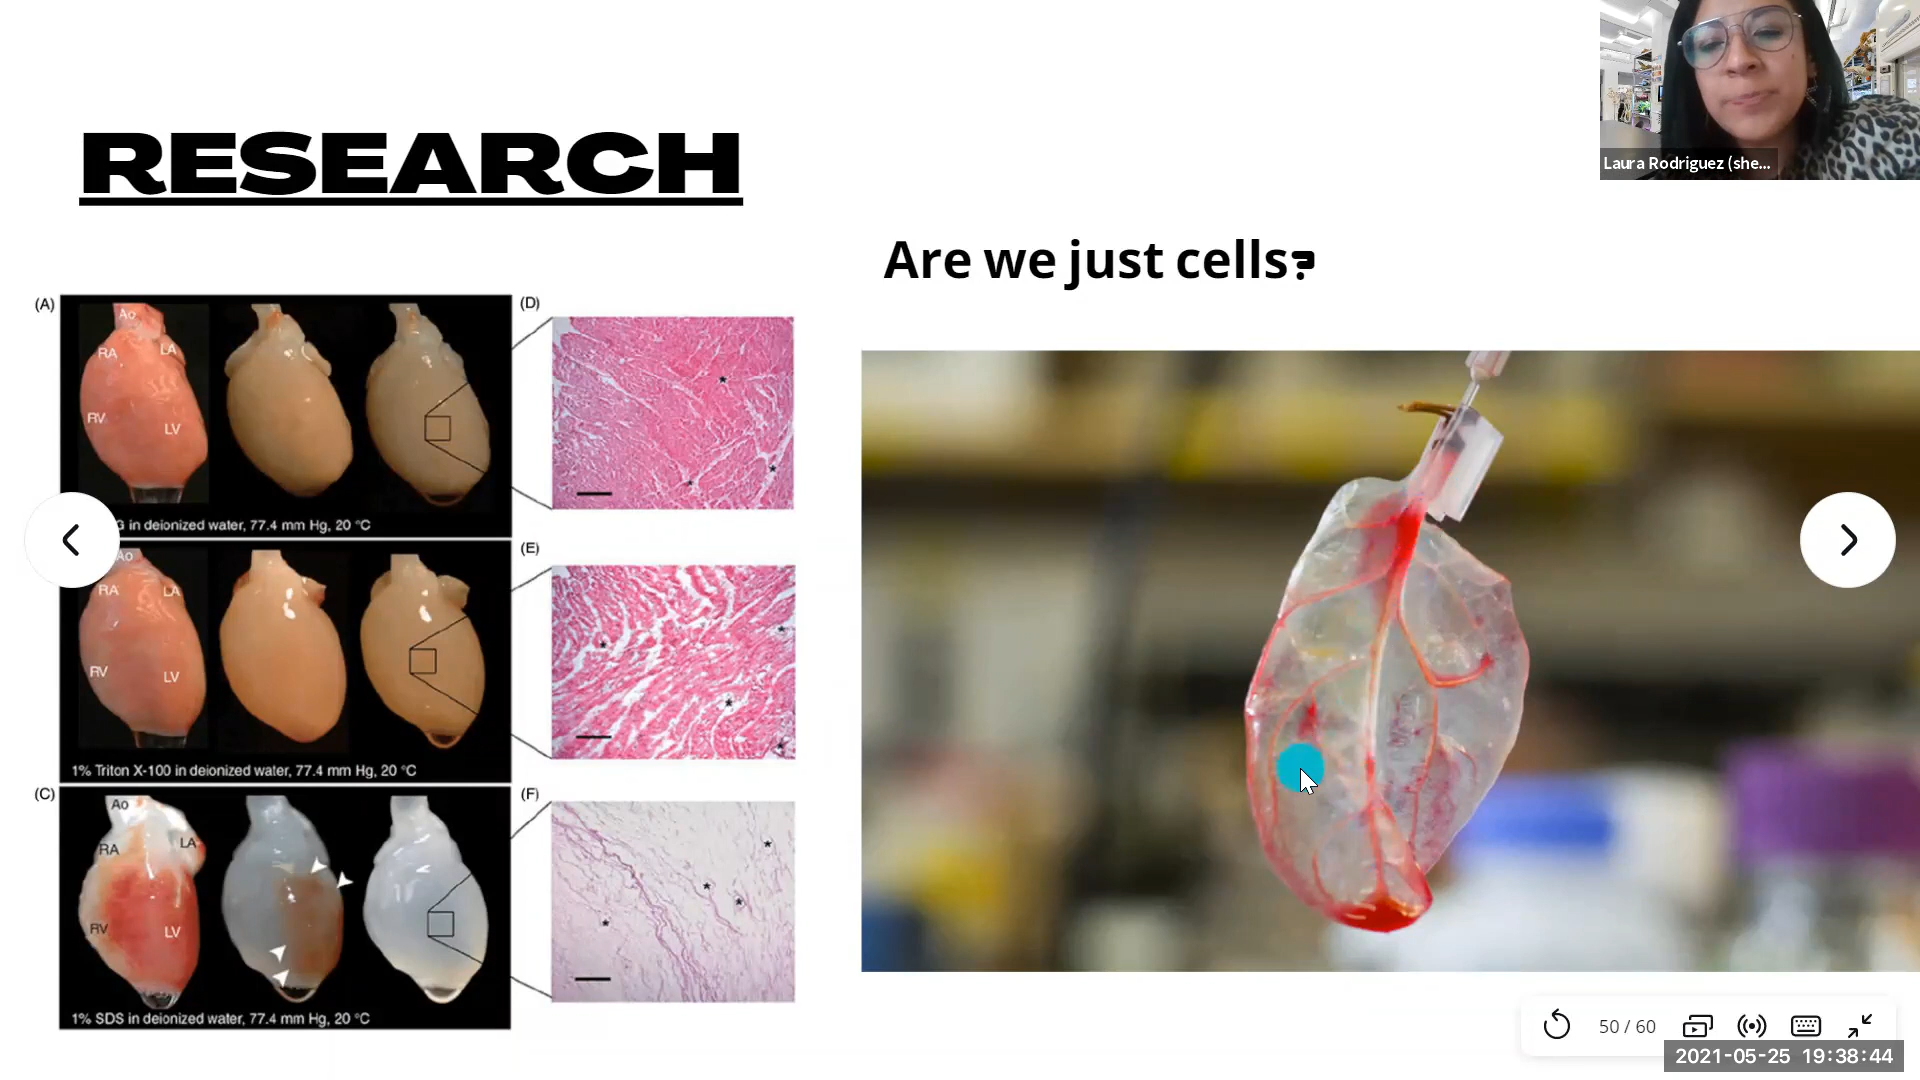 Laura Rodriguez (she...
RESEARCH
Are we just cells?
(A)
Ao
RA
LA
RV
LV
G in deionized water, 77.4 mm Hg, 20 °C
(D)
*
*
*
Ao
RA
LA
RV
LV
1% Triton X-100 in deionized water, 77.4 mm Hg, 20 °C
(E)
*
*
*
*
(C)
Ao
RA
LA
RV
LV
1% SDS in deionized water, 77.4 mm Hg, 20 °C
(F)
*
*
*
*
50 / 60
2021-05-25 19:38:44